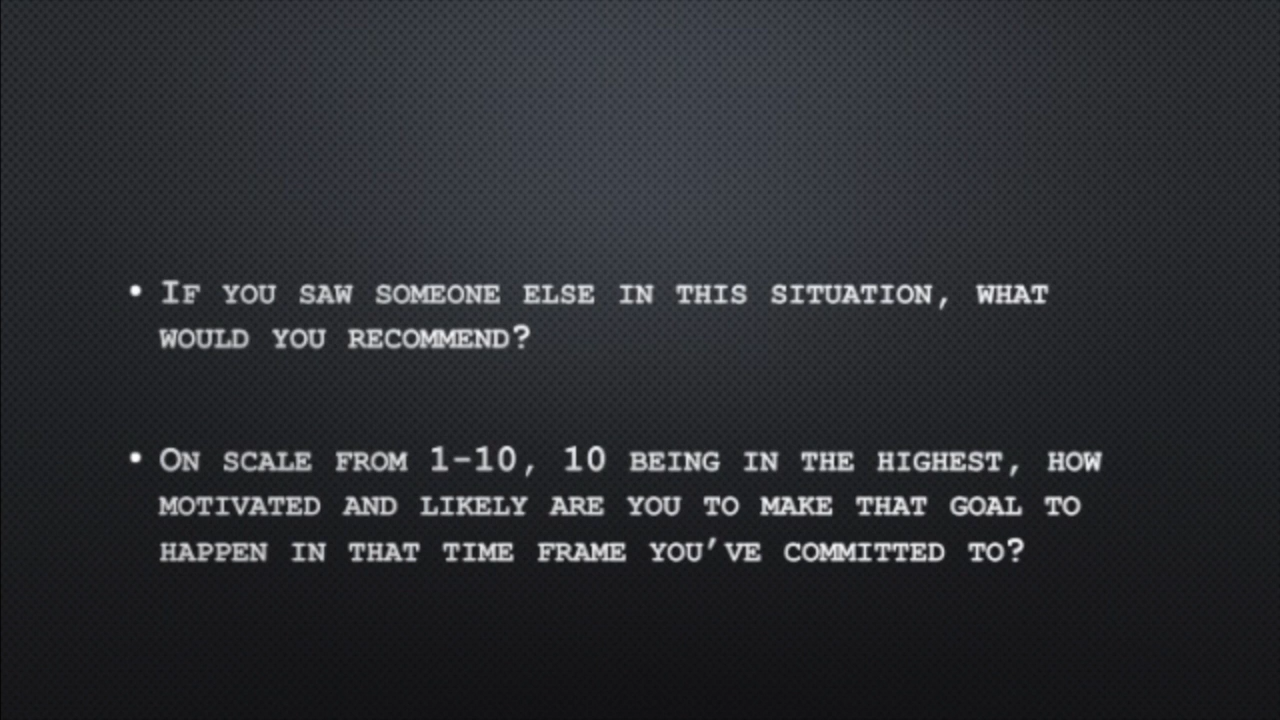 • If you saw someone else in this situation, what
would you recommend?
• On scale from 1-10, 10 being in the highest, how
motivated and likely are you to make that goal to
happen in that time frame you've committed to?